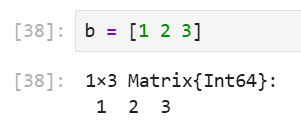 [38]: b = [1 2 3]
[38]: 1×3 Matrix{Int64}:
1 2 3